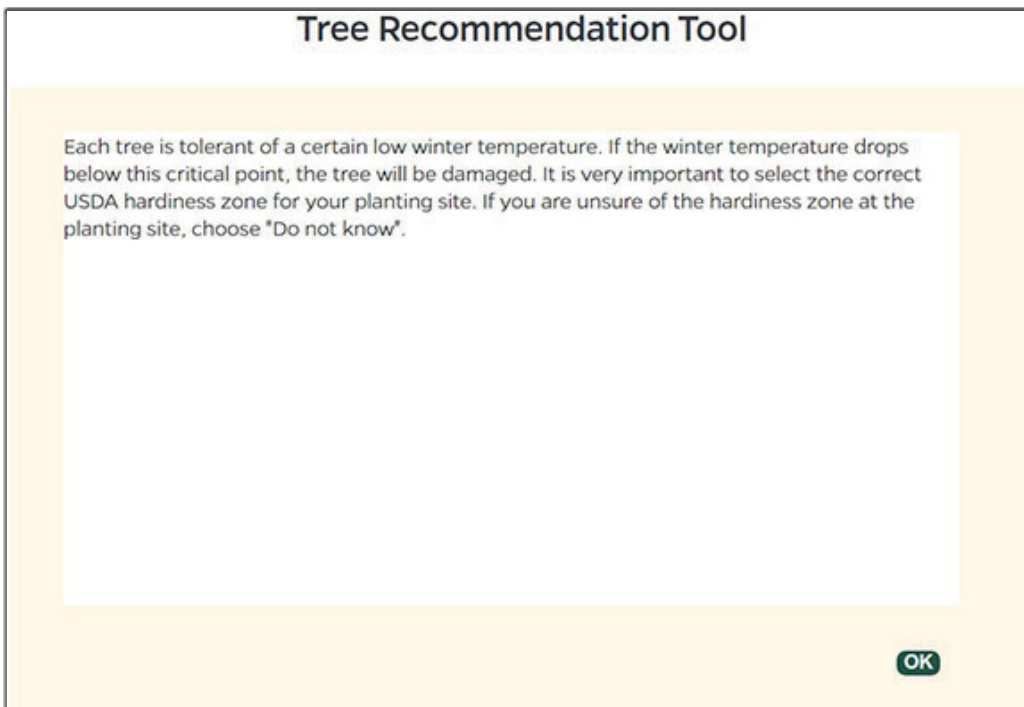 Tree Recommendation Tool
Each tree is tolerant of a certain low winter temperature. If the winter temperature drops
below this critical point, the tree will be damaged. It is very important to select the correct
USDA hardiness zone for your planting site. If you are unsure of the hardiness zone at the
planting site, choose "Do not know".
OK